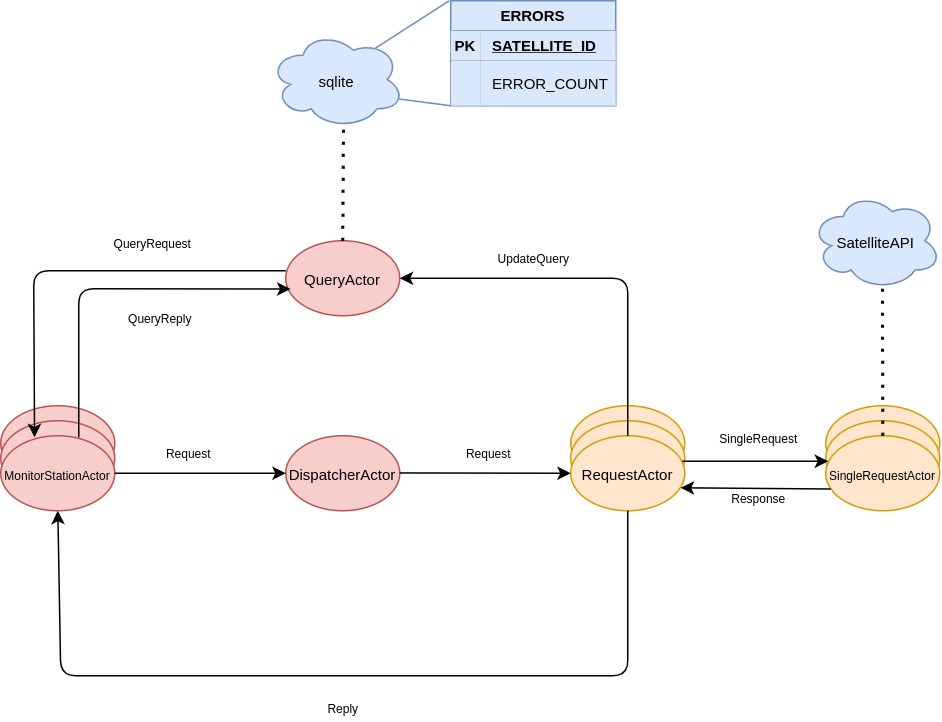 ERRORS
PK SATELLITE_ID
ERROR_COUNT
sqlite
SatelliteAPI
QueryRequest
UpdateQuery
QueryActor
QueryReply
Request
Request
SingleRequest
MonitorStationActor
DispatcherActor
RequestActor
SingleRequestActor
Response
Reply